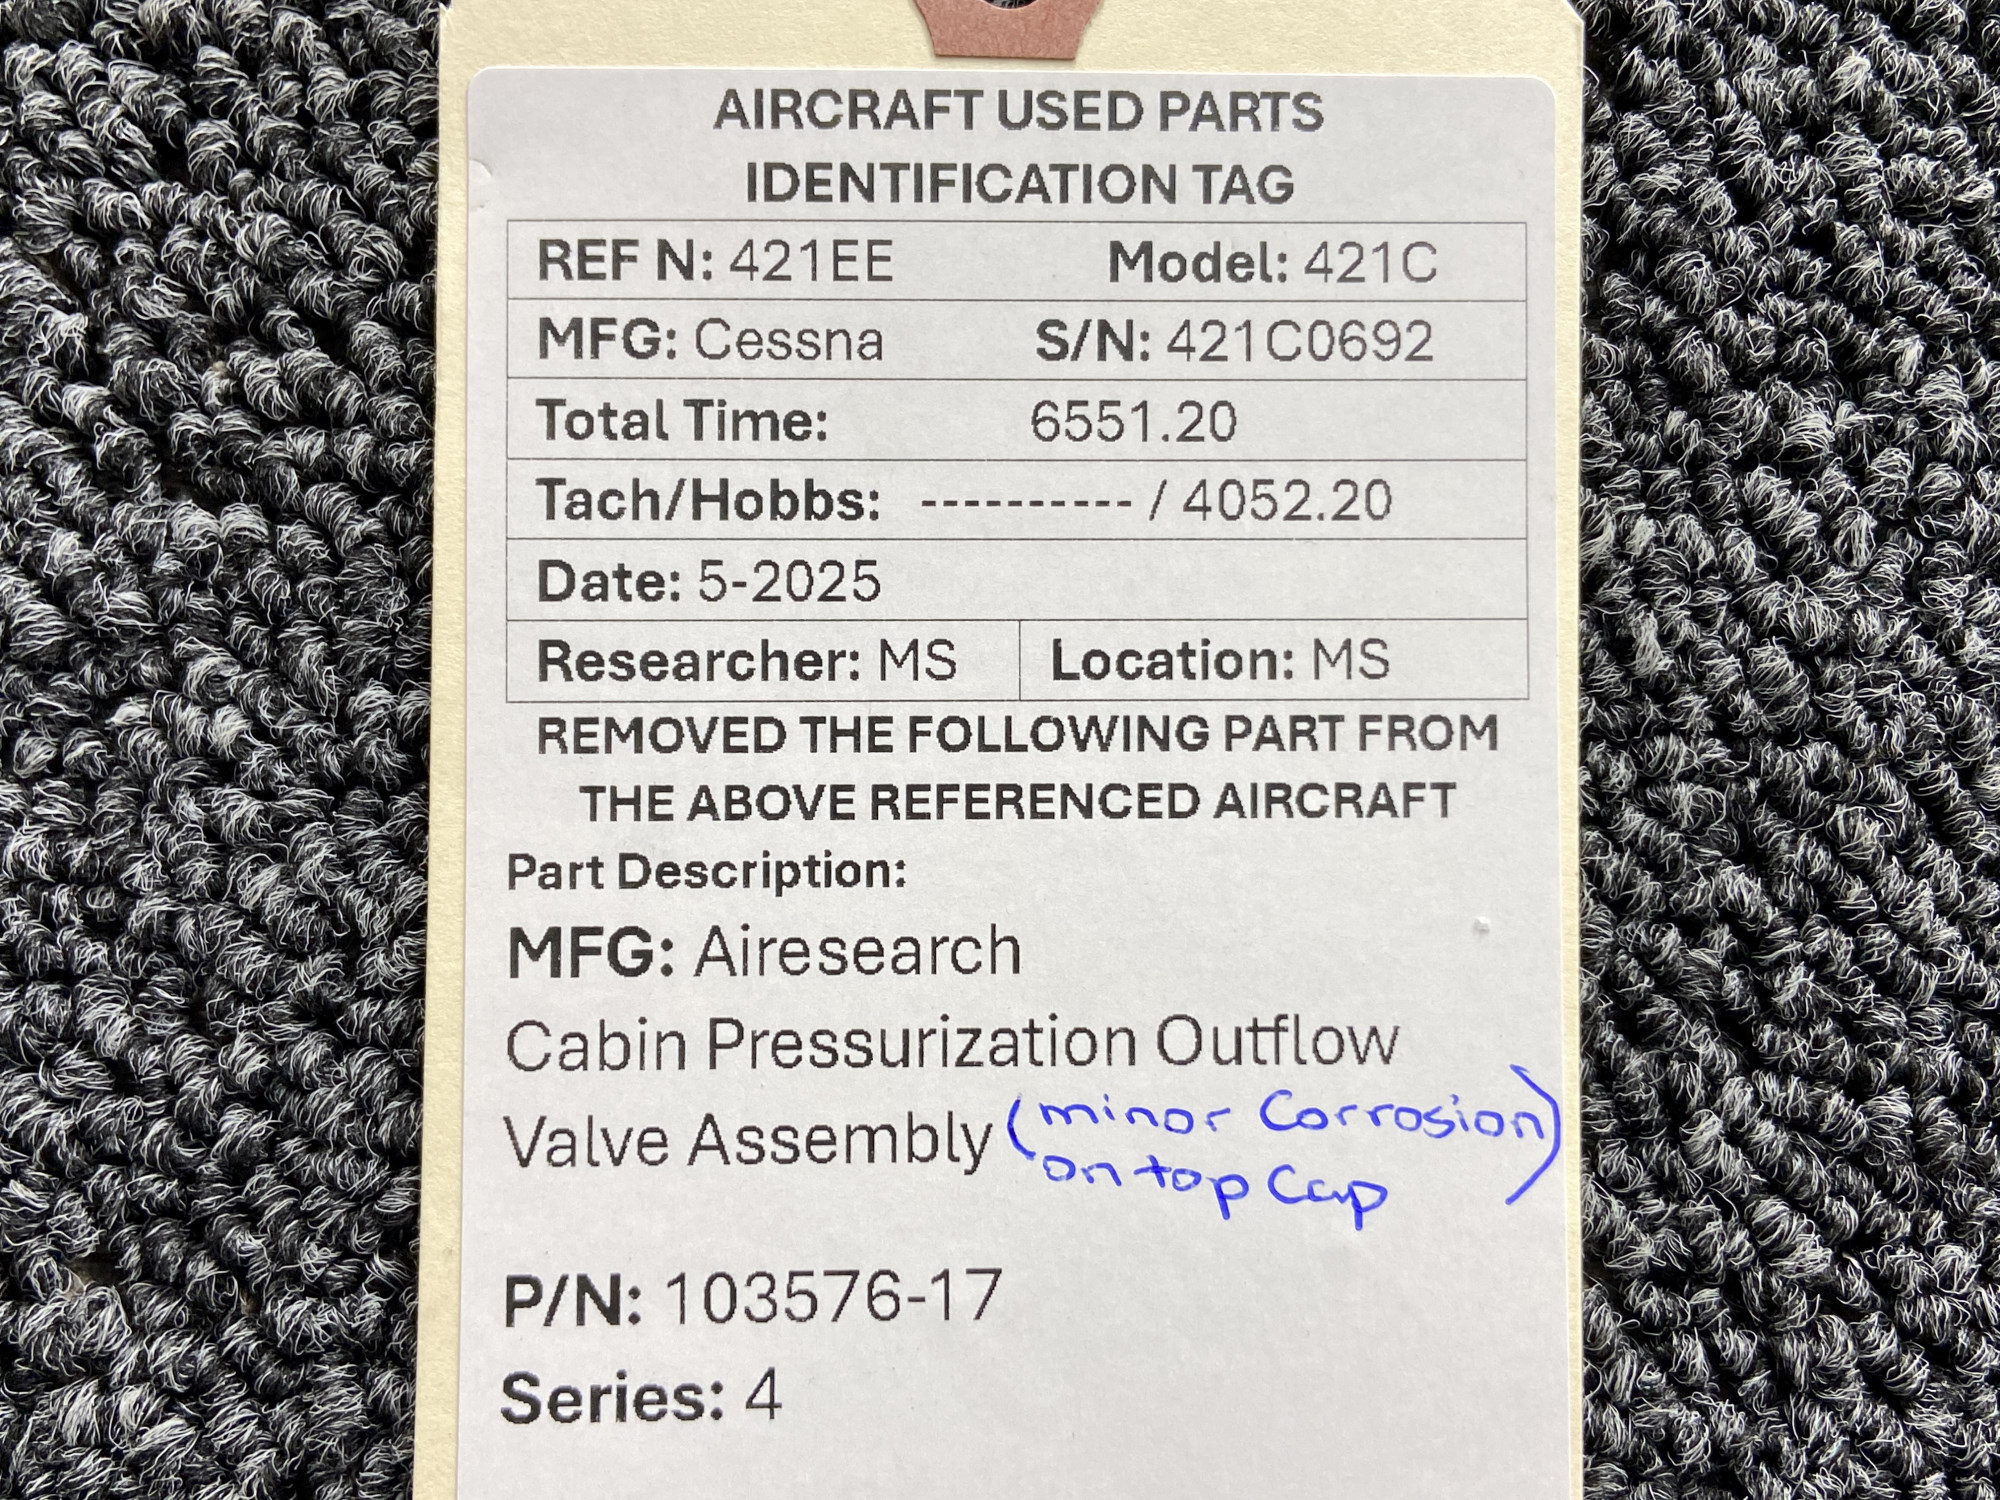 AIRCRAFT USED PARTS
IDENTIFICATION TAG
REF N: 421EE Model: 421C
MFG: Cessna S/N: 421C0692
Total Time: 6551.20
Tach/Hobbs: ---------- / 4052.20
Date: 5-2025
Researcher: MS Location: MS
REMOVED THE FOLLOWING PART FROM
THE ABOVE REFERENCED AIRCRAFT
Part Description:
MFG: Airesearch
Cabin Pressurization Outflow
Valve Assembly (minor Corrosion)
on top Cap
P/N: 103576-17
Series: 4